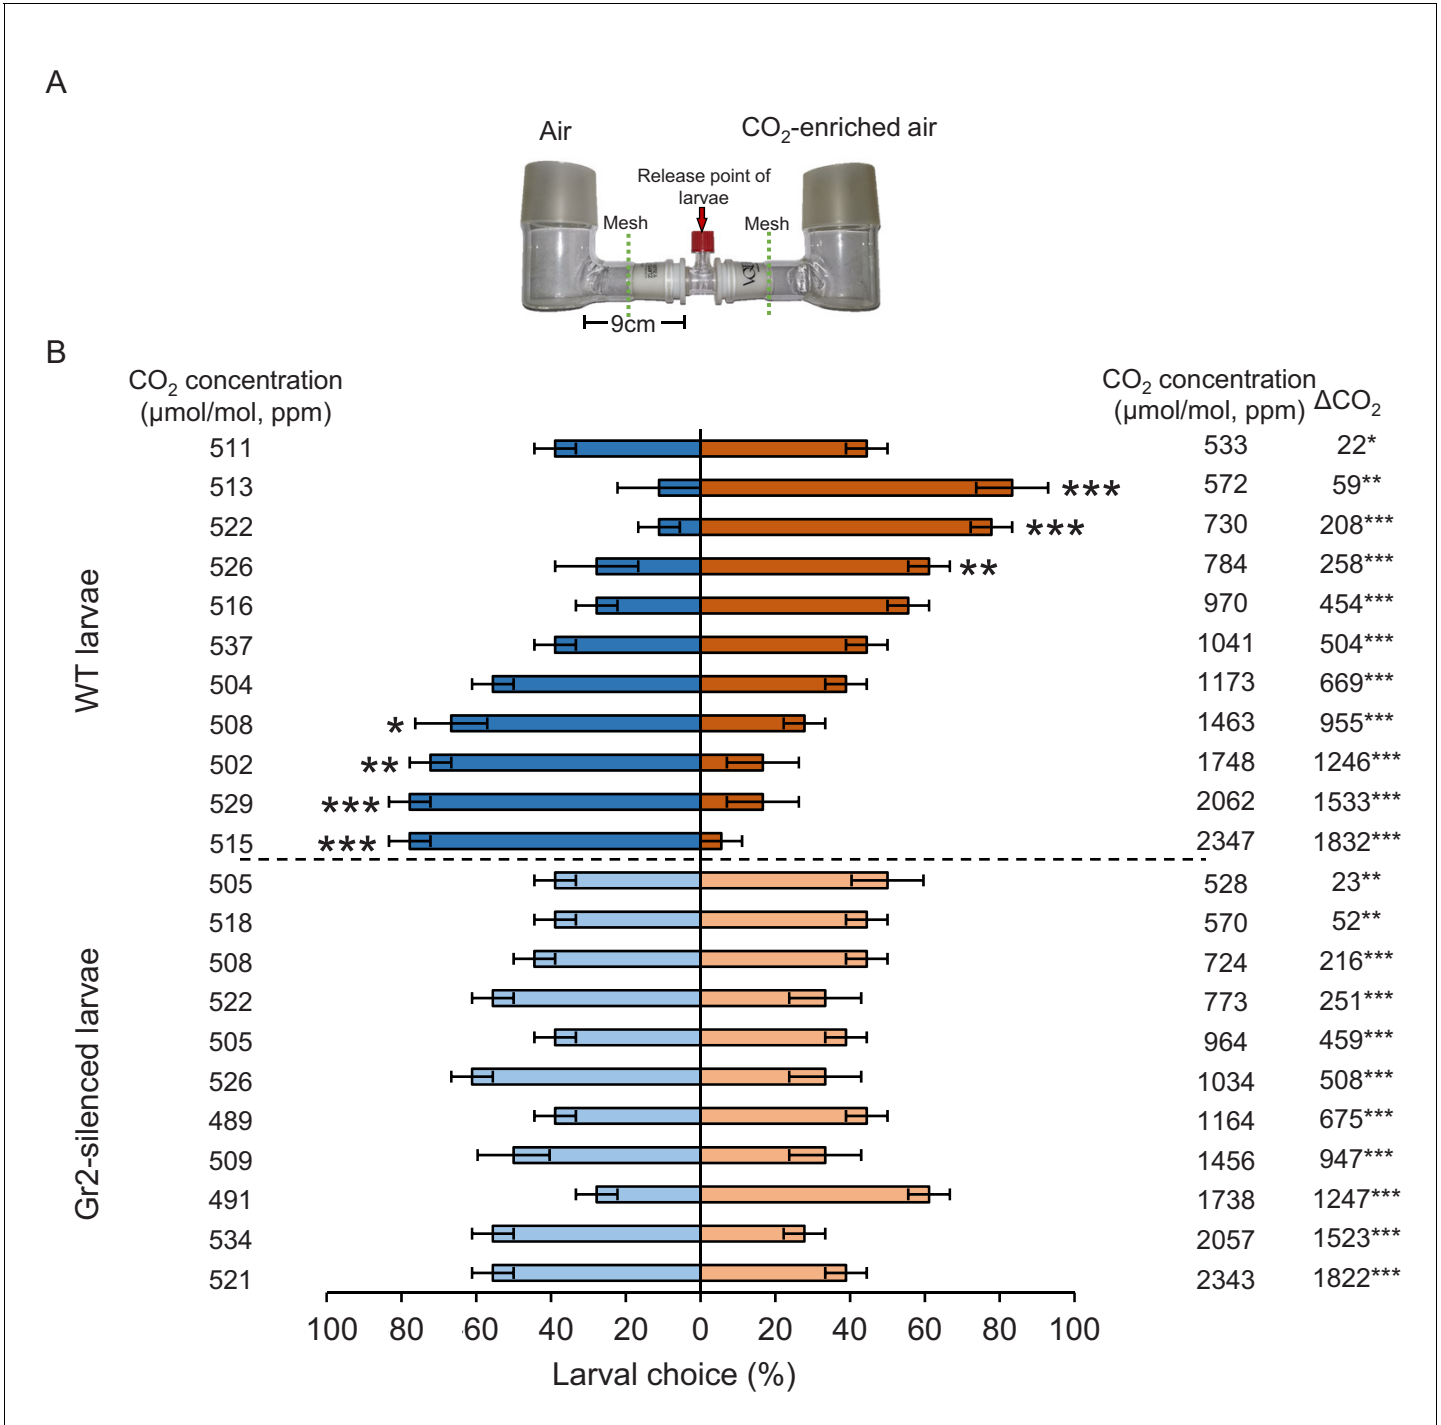 A
Air
CO₂-enriched air
Release point of
larvae
Mesh
Mesh
9cm
B
CO₂ concentration
(µmol/mol, ppm)
CO₂ concentration
(µmol/mol, ppm)
ΔCO₂
WT larvae
511 533 22*
513 *** 572 59**
522 *** 730 208***
526 ** 784 258***
516 970 454***
537 1041 504***
504 1173 669***
508 * 1463 955***
502 ** 1748 1246***
529 *** 2062 1533***
515 *** 2347 1832***
Gr2-silenced larvae
505 528 23**
518 570 52**
508 724 216***
522 773 251***
505 964 459***
526 1034 508***
489 1164 675***
509 1456 947***
491 1738 1247***
534 2057 1523***
521 2343 1822***
100 80 60 40 20 0 20 40 60 80 100
Larval choice (%)